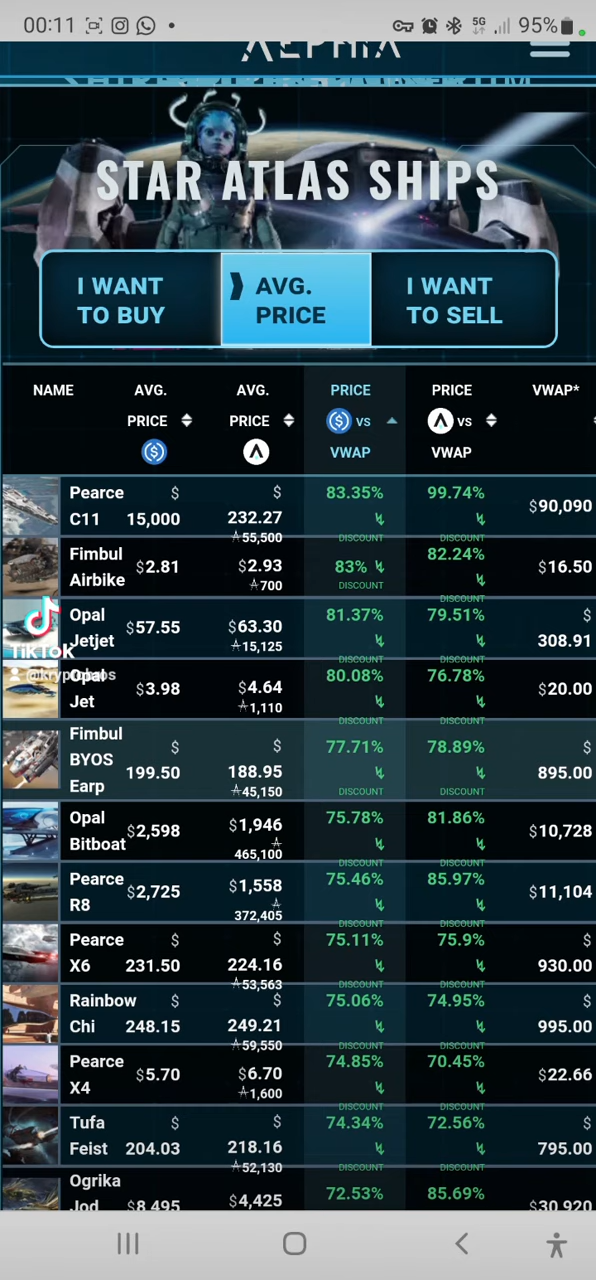 00:11
5G
95%
STAR ATLAS SHIPS
I WANT AVG. I WANT
TO BUY PRICE TO SELL
NAME AVG. AVG. PRICE PRICE VWAP*
PRICE PRICE VS VS
VWAP VWAP
Pearce $ $ 83.35% 99.74% $90,090
C11 15,000 232.27
₳55,500 DISCOUNT
Fimbul 82.24%
$2.81 $2.93 83% $16.50
Airbike ₳700 DISCOUNT
DISCOUNT
Opal 81.37% 79.51% $
$57.55 $63.30
Jetjet ₳15,125 308.91
TikTok DISCOUNT
@kryptobos
Opal 80.08% 76.78%
$3.98 $4.64 $20.00
Jet ₳1,110
DISCOUNT
Fimbul $ $ 77.71% 78.89% $
BYOS
199.50 188.95 895.00
Earp ₳45,150 DISCOUNT DISCOUNT
Opal 75.78% 81.86%
$2,598 $1,946 $10,728
Bitboat ₳
465,100
DISCOUNT DISCOUNT
Pearce 75.46% 85.97%
$2,725 $1,558 $11,104
R8 ₳
372,405
DISCOUNT DISCOUNT
Pearce $ $ 75.11% 75.9% $
X6 231.50 224.16 930.00
₳53,563 DISCOUNT DISCOUNT
Rainbow $ $ 75.06% 74.95% $
Chi 248.15 249.21 995.00
₳59,550 DISCOUNT DISCOUNT
Pearce 74.85% 70.45%
$5.70 $6.70 $22.66
X4 ₳1,600
DISCOUNT DISCOUNT
Tufa $ $ 74.34% 72.56% $
Feist 204.03 218.16 795.00
₳52,130 DISCOUNT DISCOUNT
Ogrika 72.53% 85.69%
Jod $8,495 $4,425 $30,920